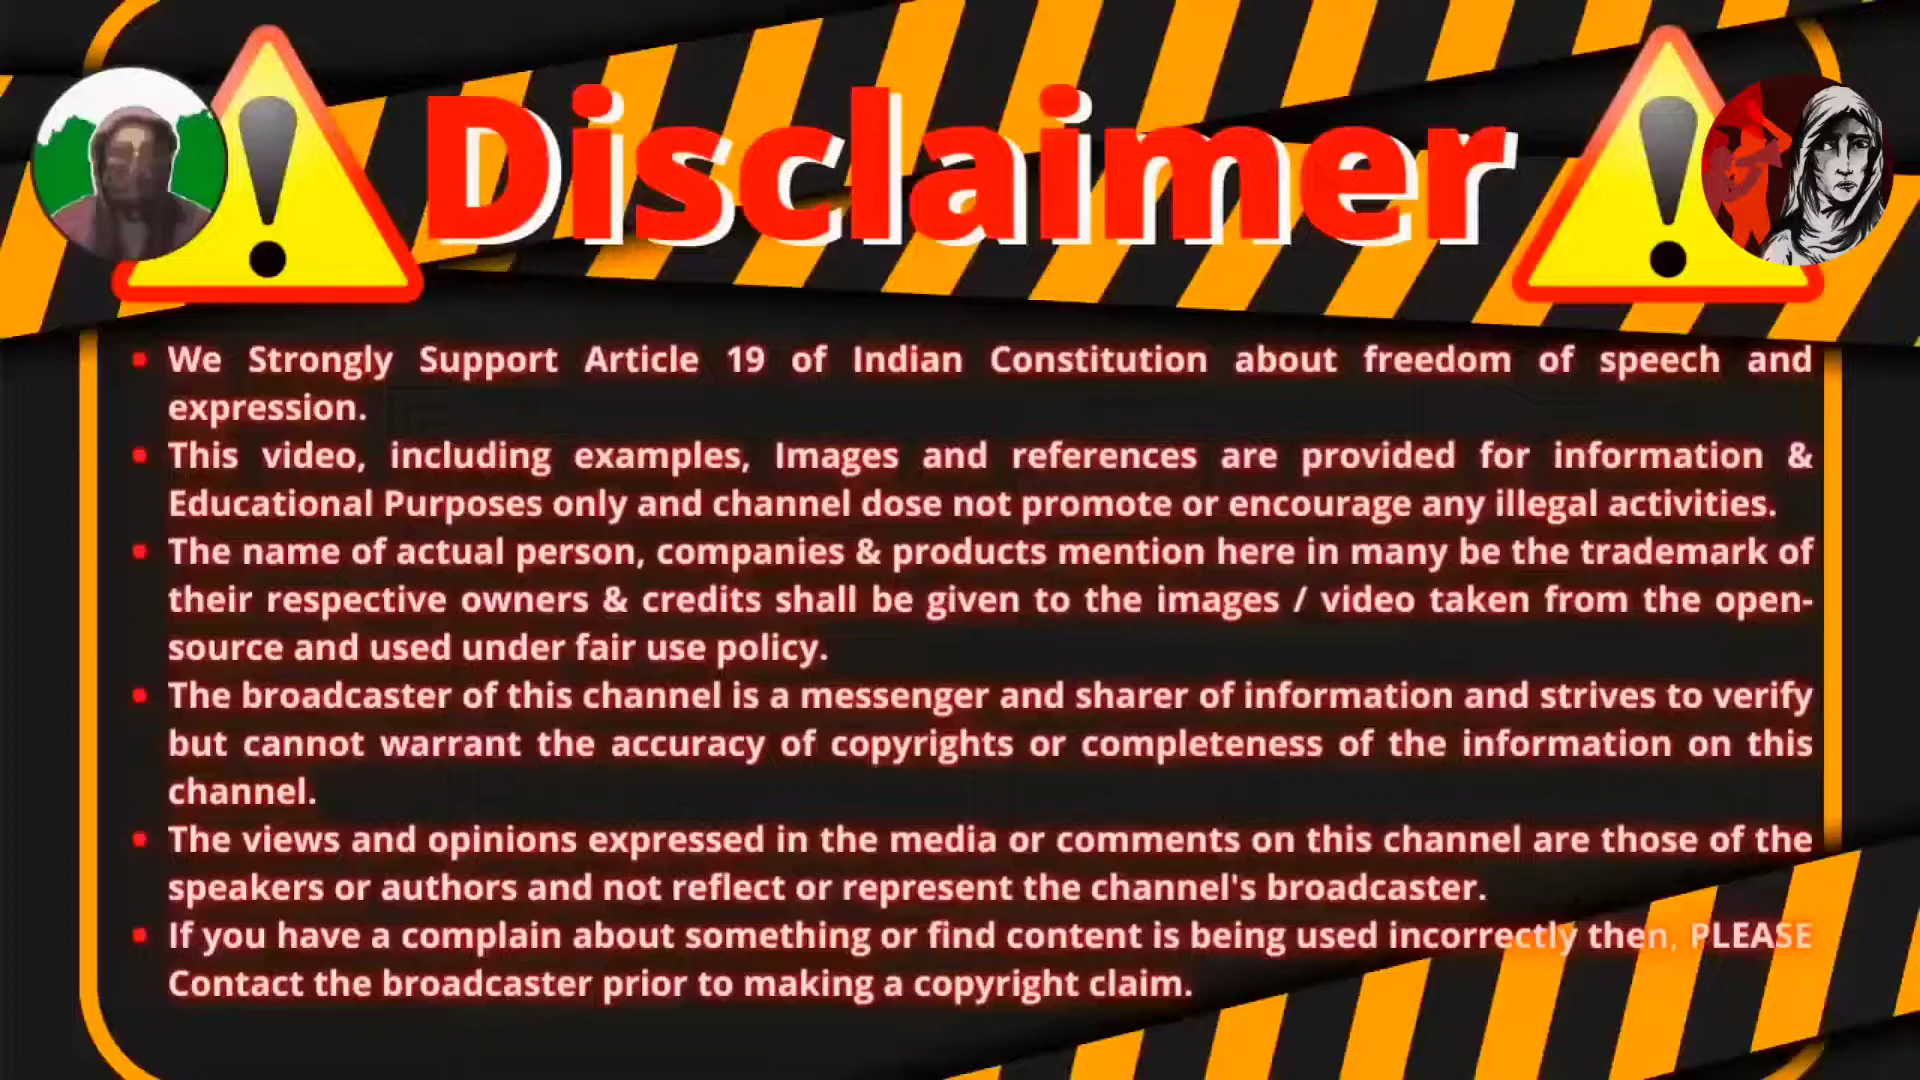 Disclaimer
We Strongly Support Article 19 of Indian Constitution about freedom of speech and
expression.
This video, including examples, Images and references are provided for information &
Educational Purposes only and channel dose not promote or encourage any illegal activities.
The name of actual person, companies & products mention here in many be the trademark of
their respective owners & credits shall be given to the images / video taken from the open-
source and used under fair use policy.
The broadcaster of this channel is a messenger and sharer of information and strives to verify
but cannot warrant the accuracy of copyrights or completeness of the information on this
channel.
The views and opinions expressed in the media or comments on this channel are those of the
speakers or authors and not reflect or represent the channel's broadcaster.
If you have a complain about something or find content is being used incorrectly then, PLEASE
Contact the broadcaster prior to making a copyright claim.